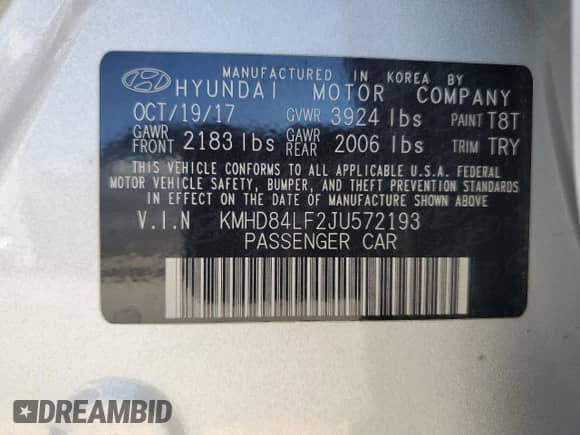 MANUFACTURED IN KOREA BY
HYUNDAI MOTOR COMPANY
OCT/19/17 GVWR 3924 lbs PAINT T8T
GAWR FRONT 2183 lbs GAWR REAR 2006 lbs TRIM TRY
THIS VEHICLE CONFORMS TO ALL APPLICABLE U.S.A. FEDERAL
MOTOR VEHICLE SAFETY, BUMPER, AND THEFT PREVENTION STANDARDS
IN EFFECT ON THE DATE OF MANUFACTURE SHOWN ABOVE
V.I.N KMHD84LF2JU572193
PASSENGER CAR
DREAMBID